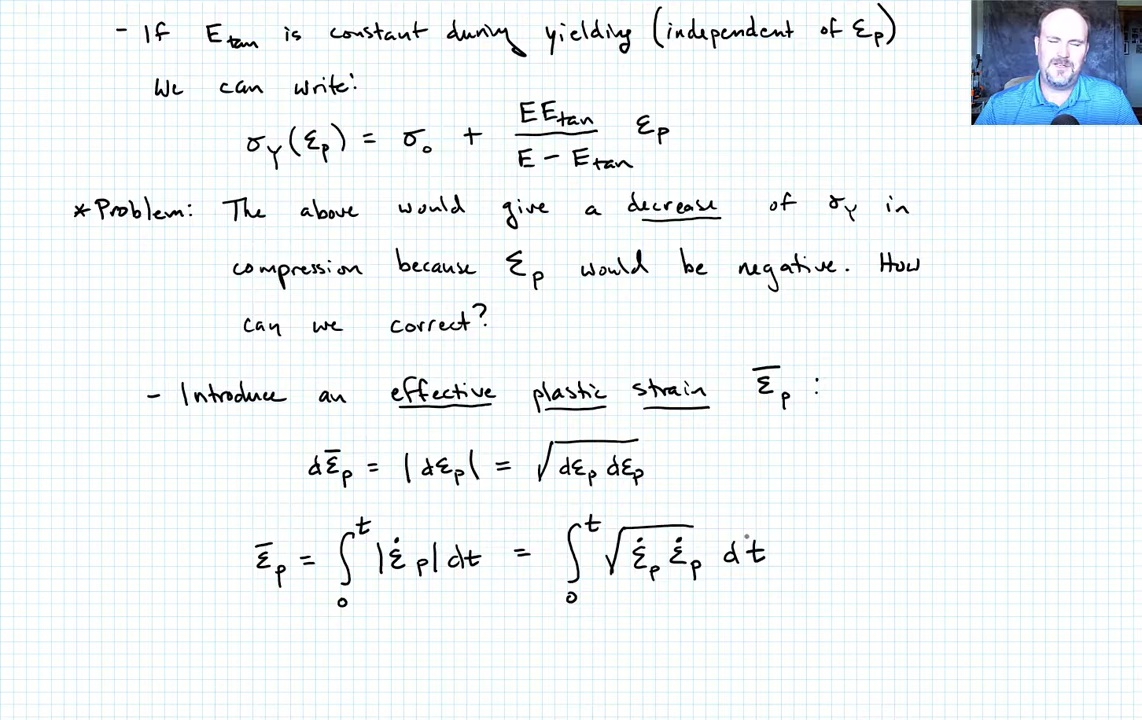 - If E_tan is constant during yielding (independent of ε_p)
We can write:
σ_Y(ε_p) = σ_0 + EE_tan / (E - E_tan) ε_p
* Problem: The above would give a decrease of σ_Y in
compression because ε_p would be negative. How
can we correct?
- Introduce an effective plastic strain ε̄_p :
dε̄_p = |dε_p| = √(dε_p dε_p)
ε̄_p = ∫_0^t |ε̇_p| dt = ∫_0^t √(ε̇_p ε̇_p) dt